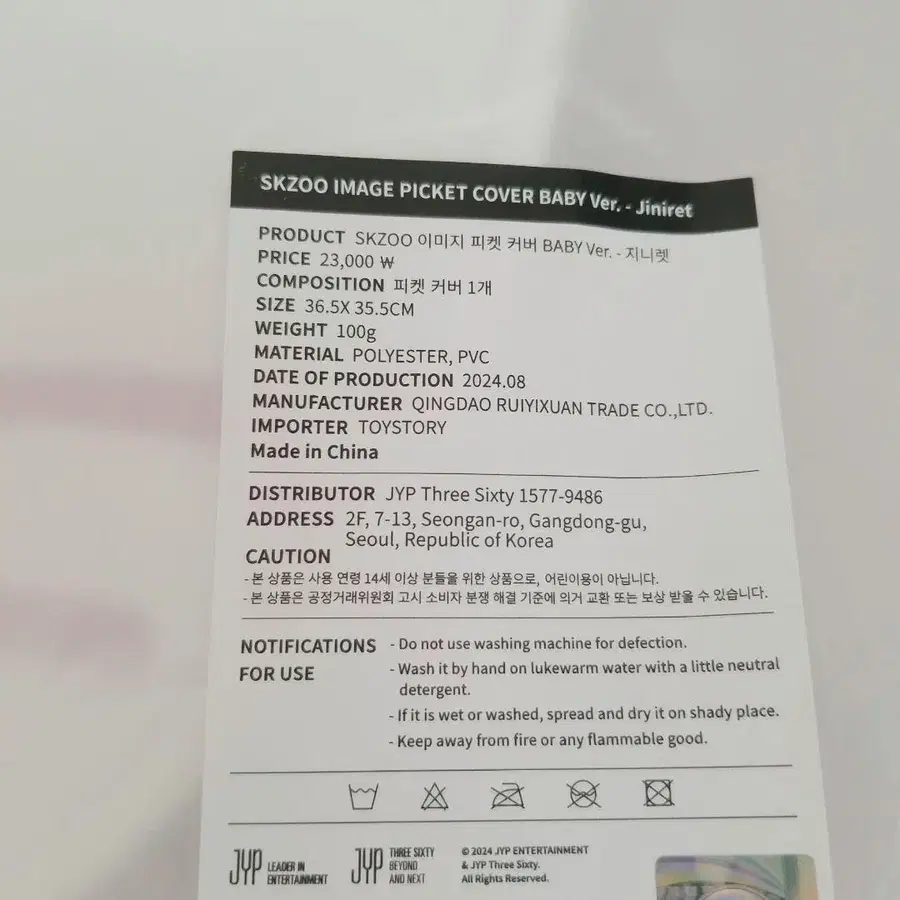 SKZOO IMAGE PICKET COVER BABY Ver. - Jiniret
PRODUCT SKZOO 이미지 피켓 커버 BABY Ver. - 지니렛
PRICE 23,000 ₩
COMPOSITION 피켓 커버 1개
SIZE 36.5X 35.5CM
WEIGHT 100g
MATERIAL POLYESTER, PVC
DATE OF PRODUCTION 2024.08
MANUFACTURER QINGDAO RUIYIXUAN TRADE CO.,LTD.
IMPORTER TOYSTORY
Made in China
DISTRIBUTOR JYP Three Sixty 1577-9486
ADDRESS 2F, 7-13, Seongan-ro, Gangdong-gu,
Seoul, Republic of Korea
CAUTION
- 본 상품은 사용 연령 14세 이상 분들을 위한 상품으로, 어린이용이 아닙니다.
- 본 상품은 공정거래위원회 고시 소비자 분쟁 해결 기준에 의거 교환 또는 보상 받을 수 있습니다.
NOTIFICATIONS
FOR USE
- Do not use washing machine for defection.
- Wash it by hand on lukewarm water with a little neutral
detergent.
- If it is wet or washed, spread and dry it on shady place.
- Keep away from fire or any flammable good.
JYP LEADER IN
ENTERTAINMENT
JYP THREE SIXTY
BEYOND
AND NEXT
© 2024 JYP ENTERTAINMENT
& JYP Three Sixty.
All Rights Reserved.